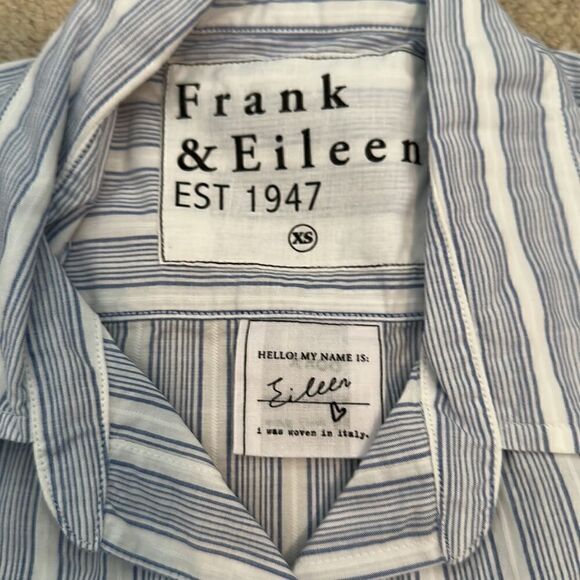 Frank
& Eileen
EST 1947
XS
HELLO! MY NAME IS:
Eileen
i was woven in italy.